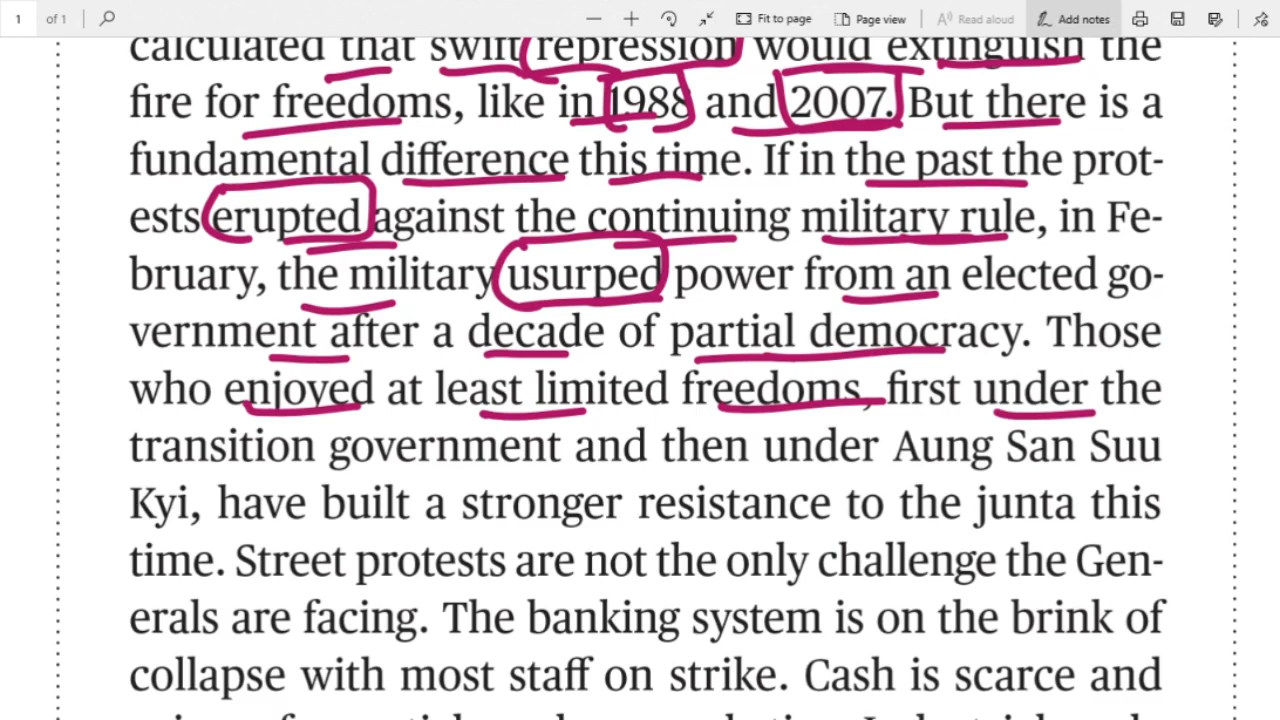 1 of 1 Fit to page Page view Read aloud Add notes
calculated that swift repression would extinguish the
fire for freedoms, like in 1988 and 2007. But there is a
fundamental difference this time. If in the past the prot-
ests erupted against the continuing military rule, in Fe-
bruary, the military usurped power from an elected go-
vernment after a decade of partial democracy. Those
who enjoyed at least limited freedoms, first under the
transition government and then under Aung San Suu
Kyi, have built a stronger resistance to the junta this
time. Street protests are not the only challenge the Gen-
erals are facing. The banking system is on the brink of
collapse with most staff on strike. Cash is scarce and